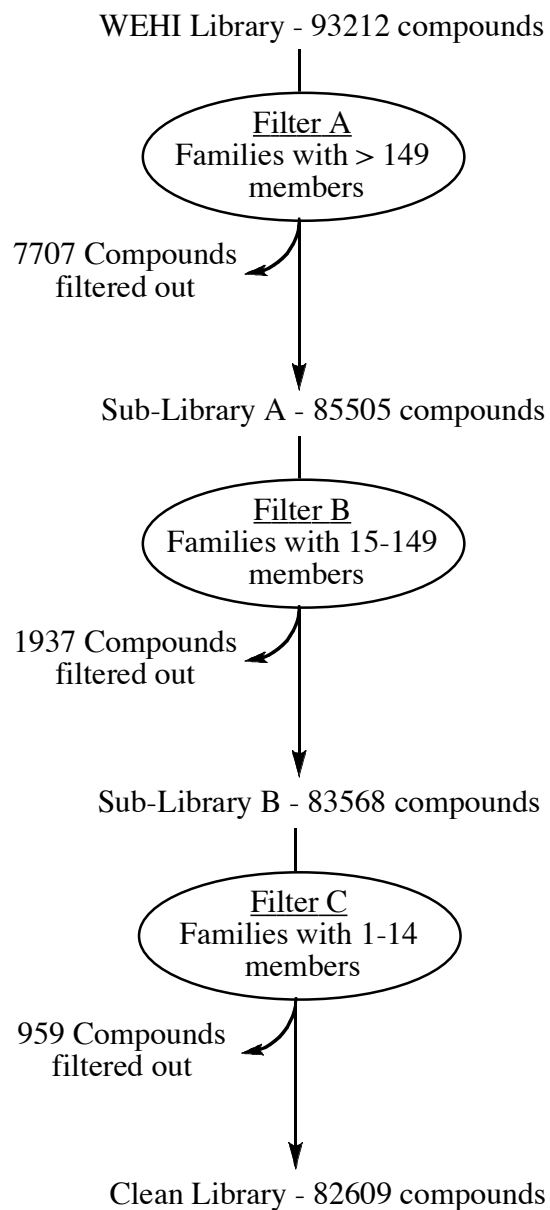 WEHI Library - 93212 compounds
Filter A
Families with > 149
members
7707 Compounds
filtered out
Sub-Library A - 85505 compounds
Filter B
Families with 15-149
members
1937 Compounds
filtered out
Sub-Library B - 83568 compounds
Filter C
Families with 1-14
members
959 Compounds
filtered out
Clean Library - 82609 compounds